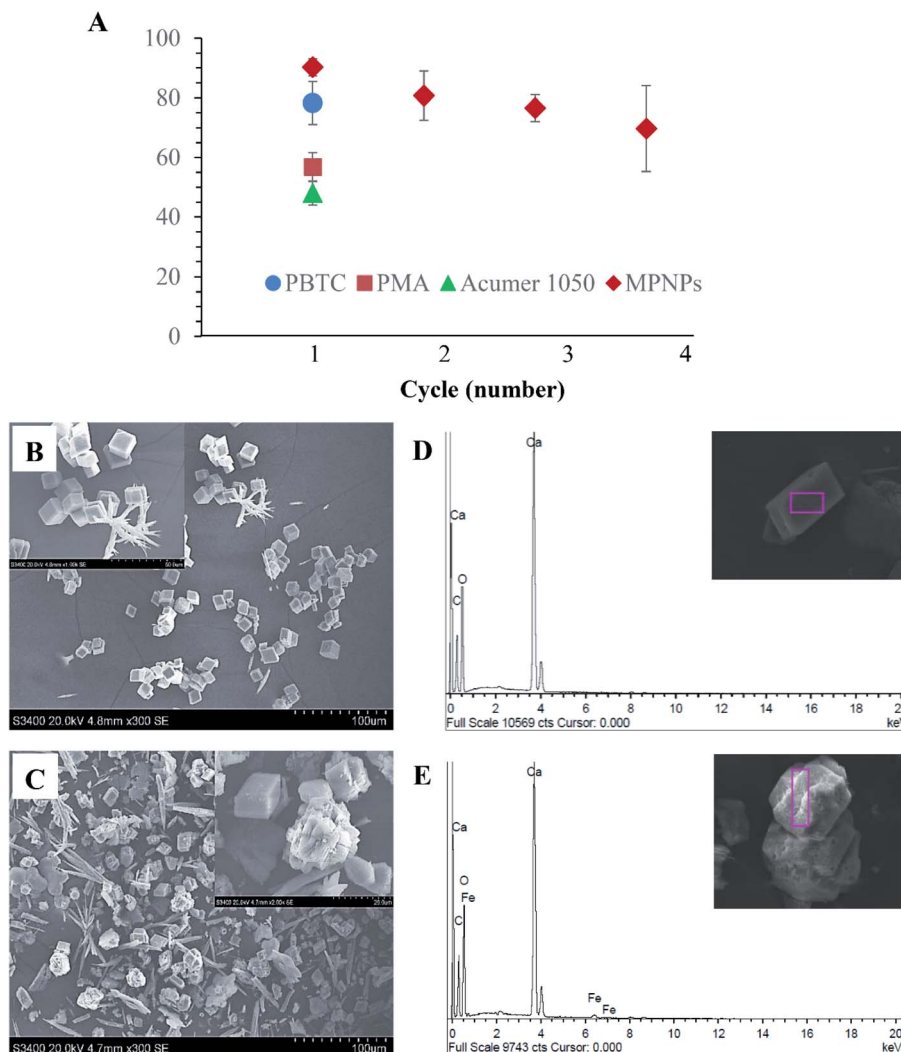 A
100
80
60
40
20
0
PBTC PMA Acumer 1050 MPNPs
1 2 3 4
Cycle (number)
B
S3400 20.0kV 4.8mm x1.00k SE 50.0um
S3400 20.0kV 4.8mm x300 SE 100um
D
Ca
Ca
O
C
0 2 4 6 8 10 12 14 16 18 20
Full Scale 10569 cts Cursor: 0.000 keV
C
S3400 20.0kV 4.7mm x2.00k SE 20.0um
S3400 20.0kV 4.7mm x300 SE 100um
E
Ca
Ca
O
Fe
C
Fe
Fe
0 2 4 6 8 10 12 14 16 18 20
Full Scale 9743 cts Cursor: 0.000 keV